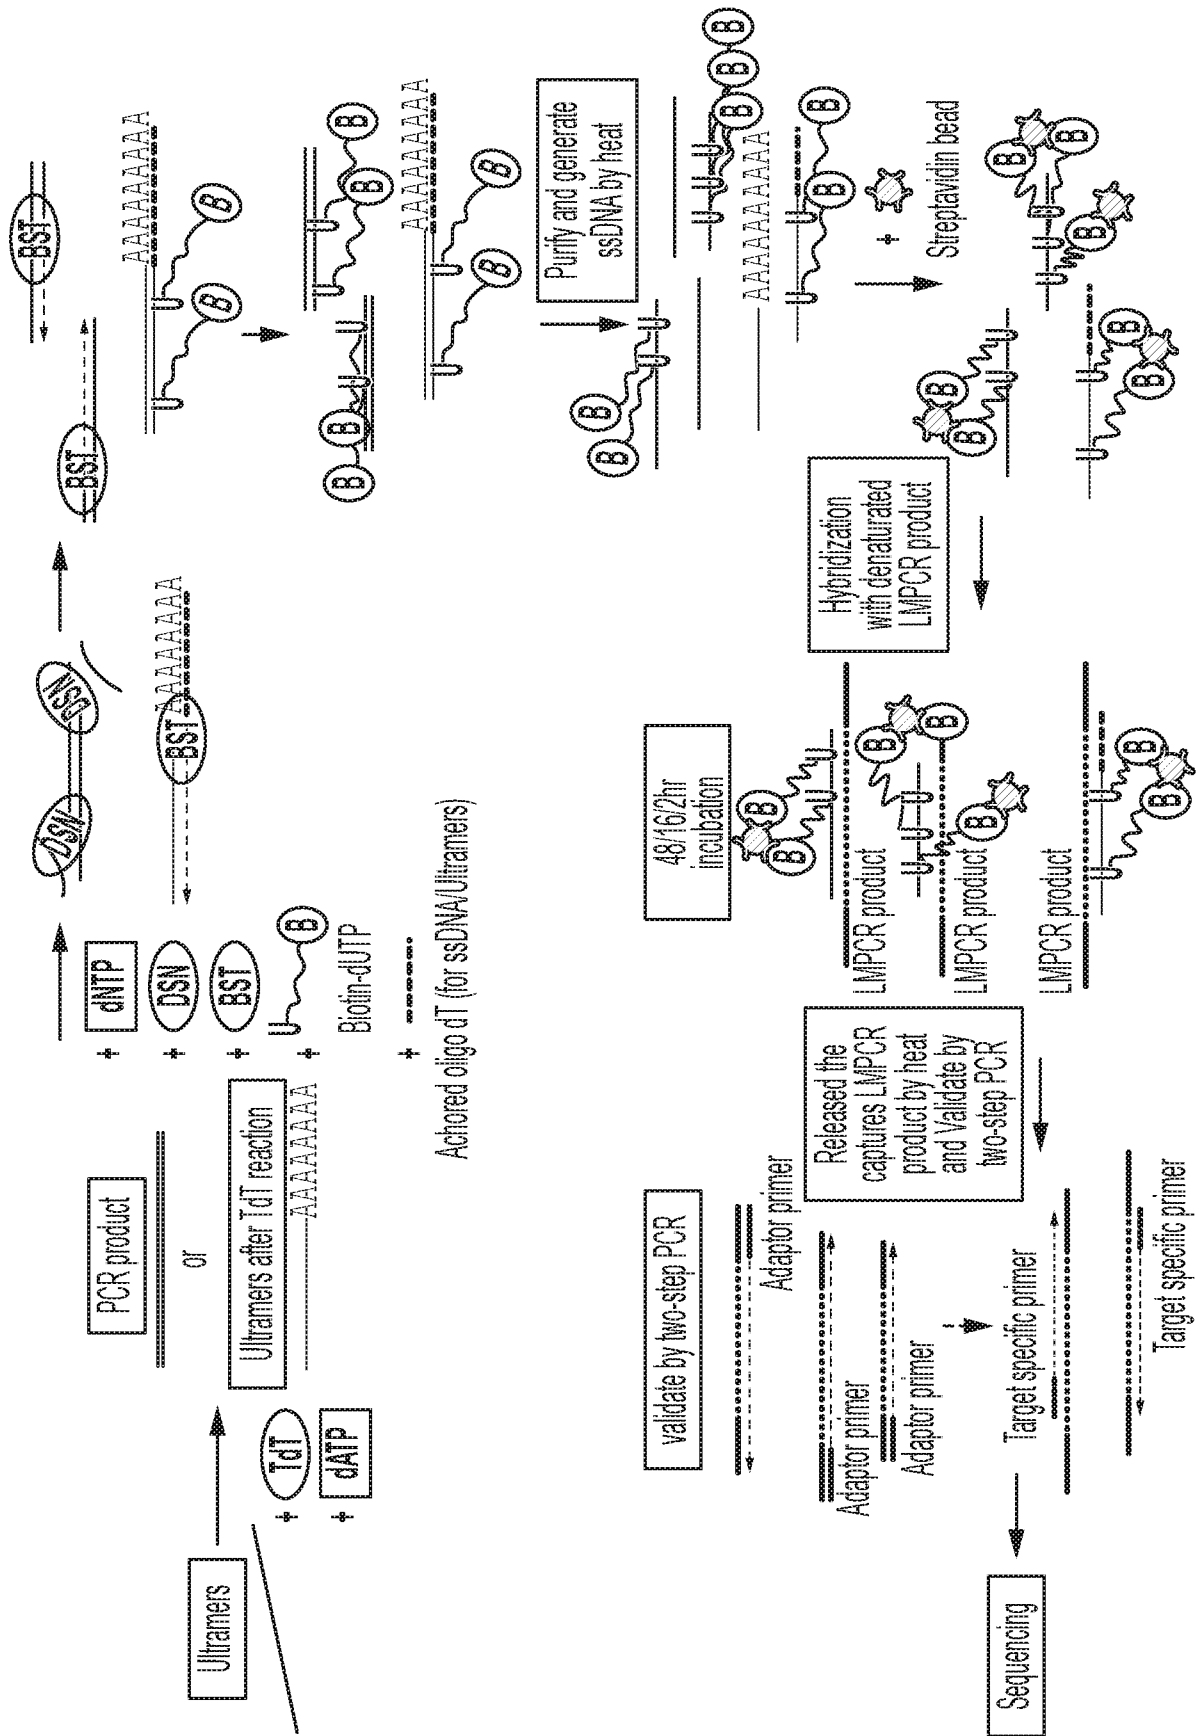 Ultramers
+ TdT
+ dATP
PCR product
or
Ultramers after TdT reaction
AAAAAAAA
+ dNTP
+ DSN
+ BST
+ B
Biotin-dUTP
+
Achored oligo dT (for ssDNA/Ultramers)
DSN
DSN
BST
AAAAAAAA
BST
BST
AAAAAAAA
B
B
B
B
B
B
AAAAAAAA
B
B
Purify and generate
ssDNA by heat
B
B
B
B
B
AAAAAAAA
B
B
+
Streptavidin bead
B
B
B
B
B
B
B
Hybridization
with denatured
LMPCR product
48/16/2hr
incubation
B
B
LMPCR product
B
B
B
LMPCR product
LMPCR product
B
B
Released the
captures LMPCR
product by heat
and Validate by
two-step PCR
validate by two-step PCR
Adaptor primer
Adaptor primer
Adaptor primer
Target specific primer
Target specific primer
Sequencing